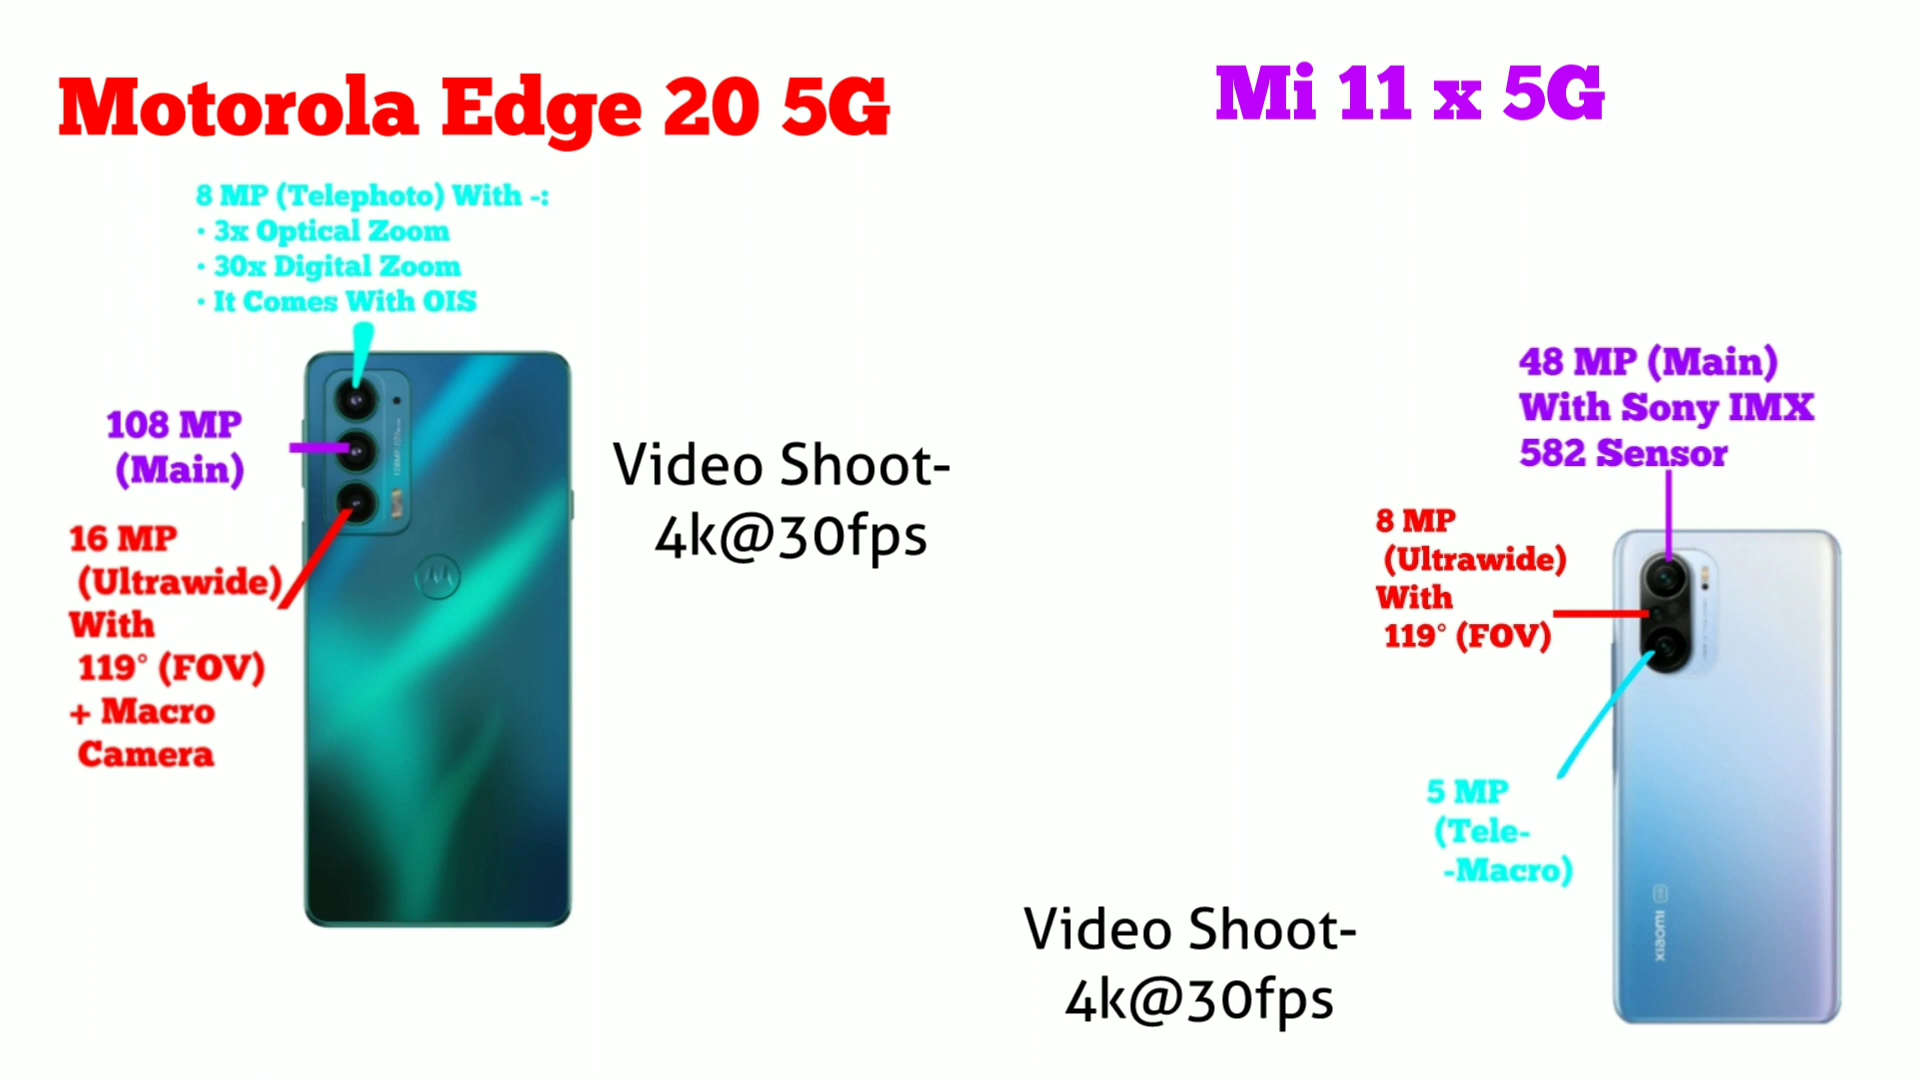 Motorola Edge 20 5G
8 MP (Telephoto) With -:
• 3x Optical Zoom
• 30x Digital Zoom
• It Comes With OIS
108 MP
(Main)
16 MP
(Ultrawide)
With
119° (FOV)
+ Macro
Camera
Video Shoot-
4k@30fps
Mi 11 x 5G
48 MP (Main)
With Sony IMX
582 Sensor
8 MP
(Ultrawide)
With
119° (FOV)
5 MP
(Tele-
-Macro)
xiaomi
Video Shoot-
4k@30fps